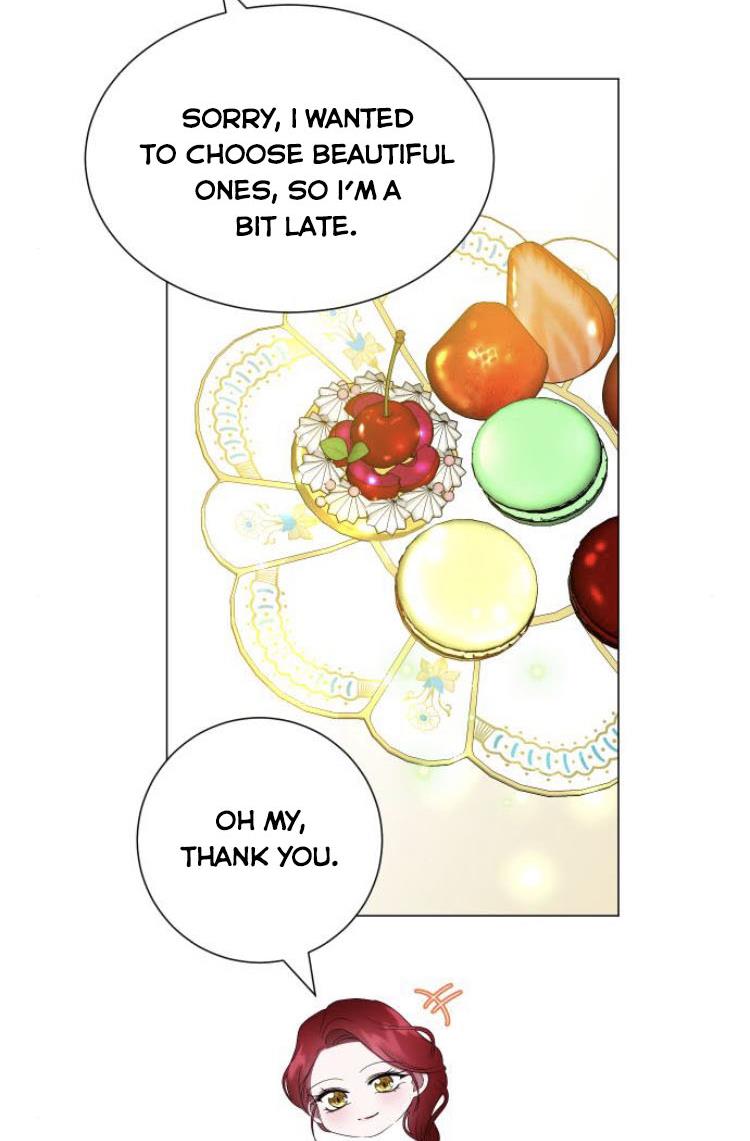 SORRY, I WANTED
TO CHOOSE BEAUTIFUL
ONES, SO I'M A
BIT LATE.
OH MY,
THANK YOU.